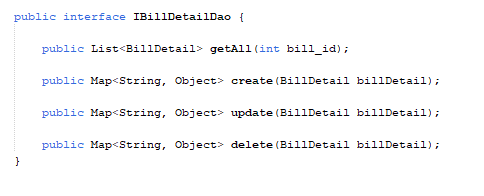 public interface IBillDetailDao {
public List<BillDetail> getAll(int bill_id);
public Map<String, Object> create(BillDetail billDetail);
public Map<String, Object> update(BillDetail billDetail);
public Map<String, Object> delete(BillDetail billDetail);
}